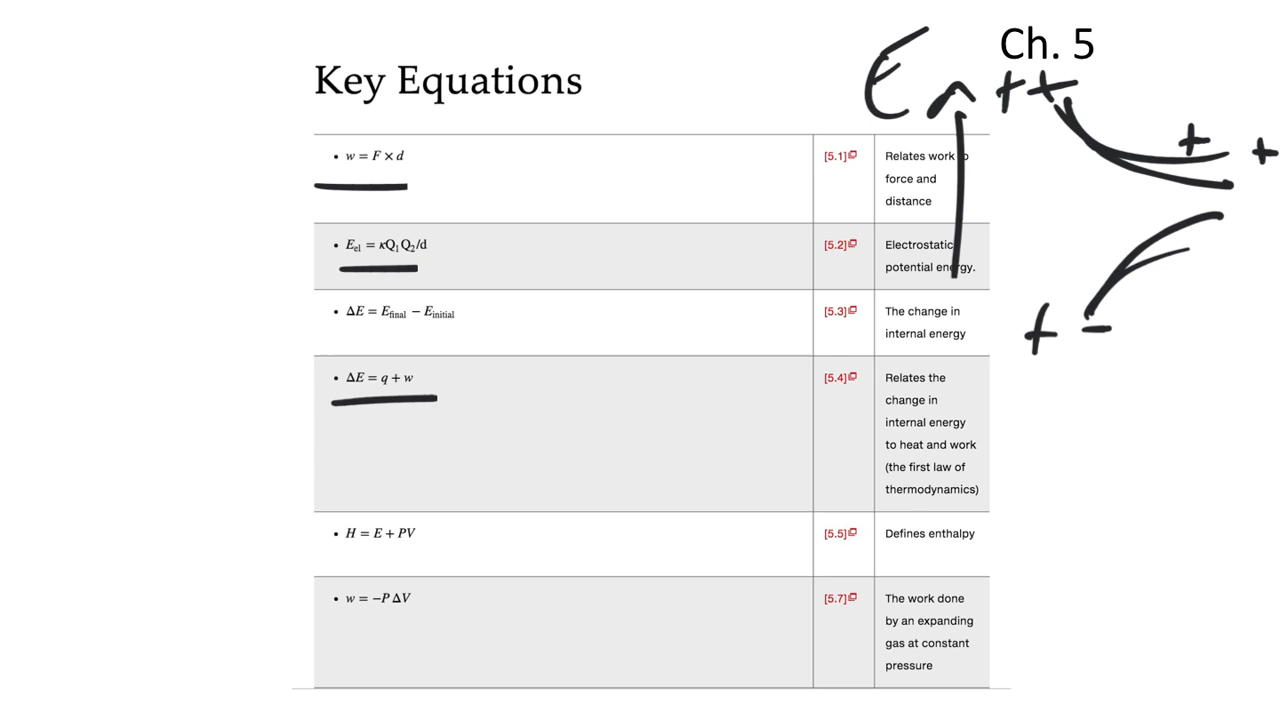 Ch. 5
Key Equations
E
++
+ +
+ -
• w = F × d
[5.1]
Relates work to
force and
distance
• E_el = κQ₁Q₂/d
[5.2]
Electrostatic
potential energy.
• ΔE = E_final − E_initial
[5.3]
The change in
internal energy
• ΔE = q + w
[5.4]
Relates the
change in
internal energy
to heat and work
(the first law of
thermodynamics)
• H = E + PV
[5.5]
Defines enthalpy
• w = −P ΔV
[5.7]
The work done
by an expanding
gas at constant
pressure